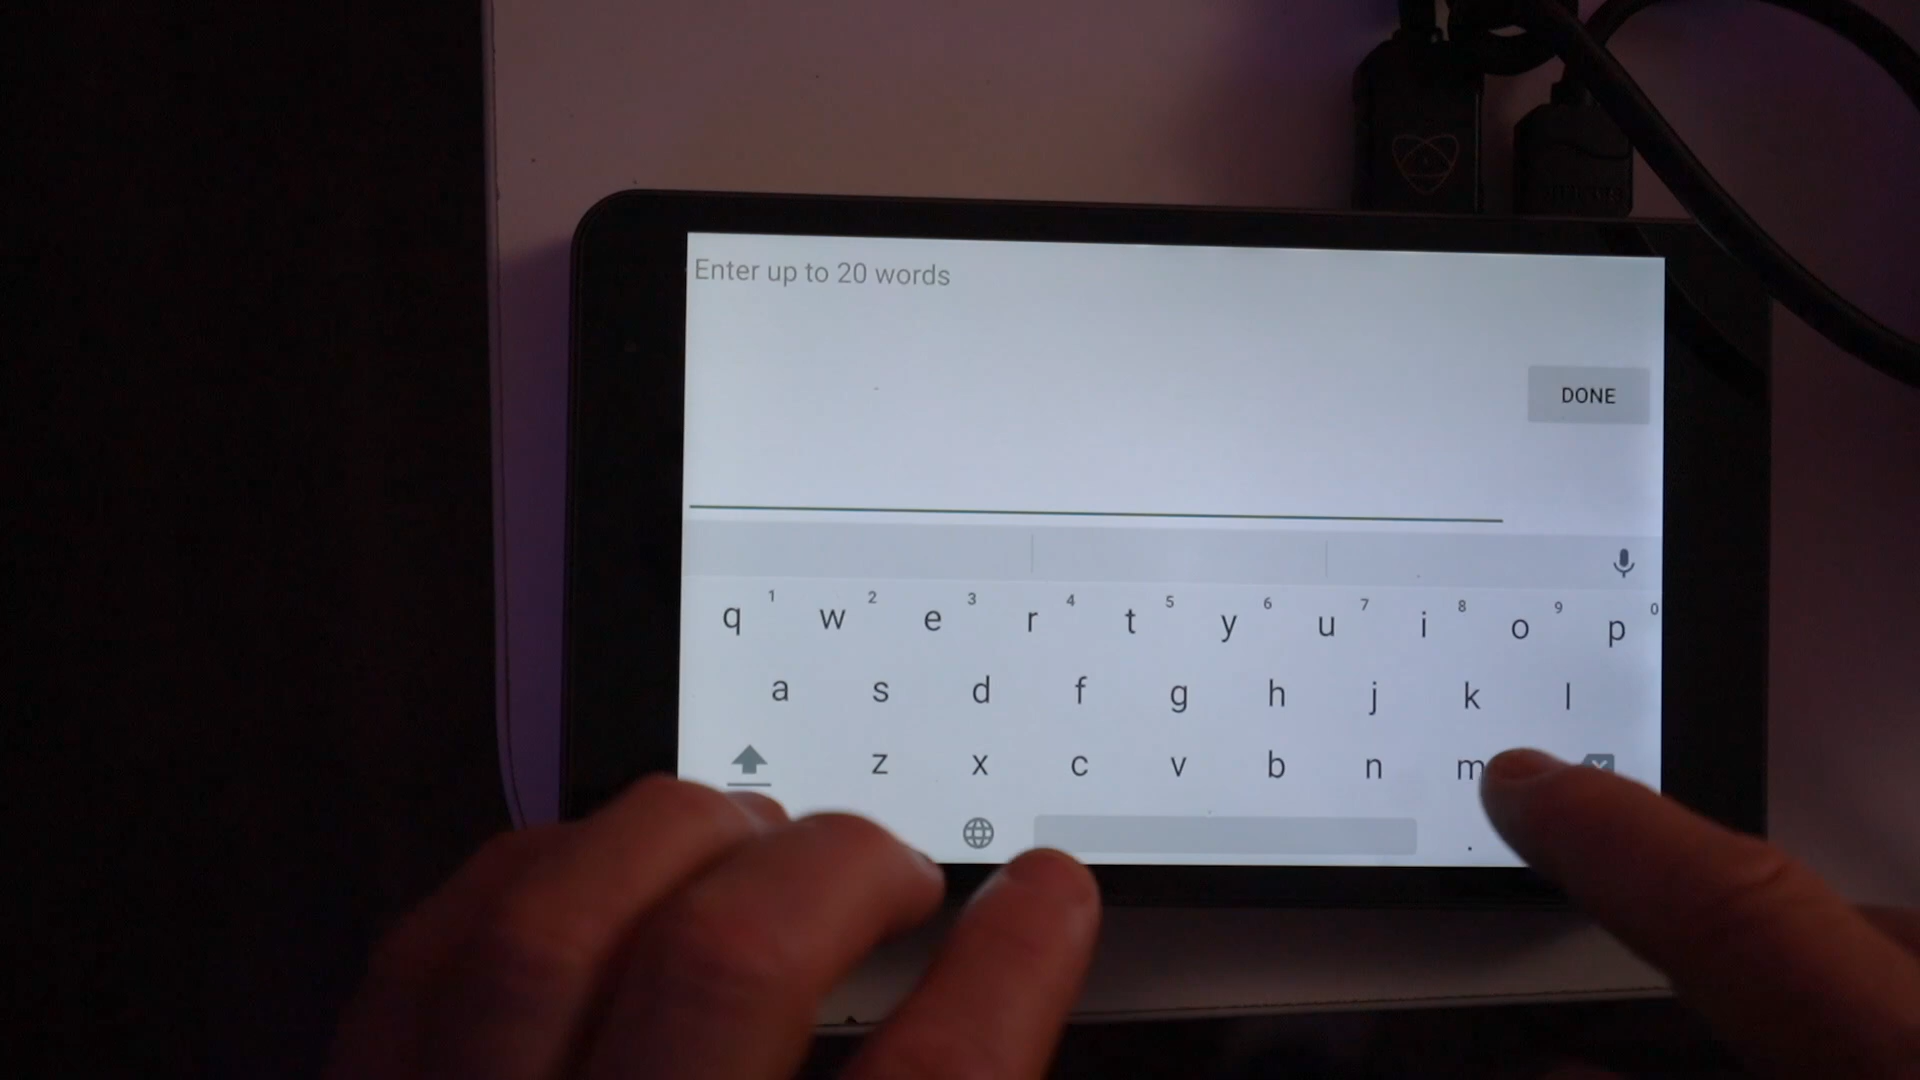 Enter up to 20 words
DONE
q 1 w 2 e 3 r 4 t 5 y 6 u 7 i 8 o 9 p 0
a s d f g h j k l
z x c v b n m
.